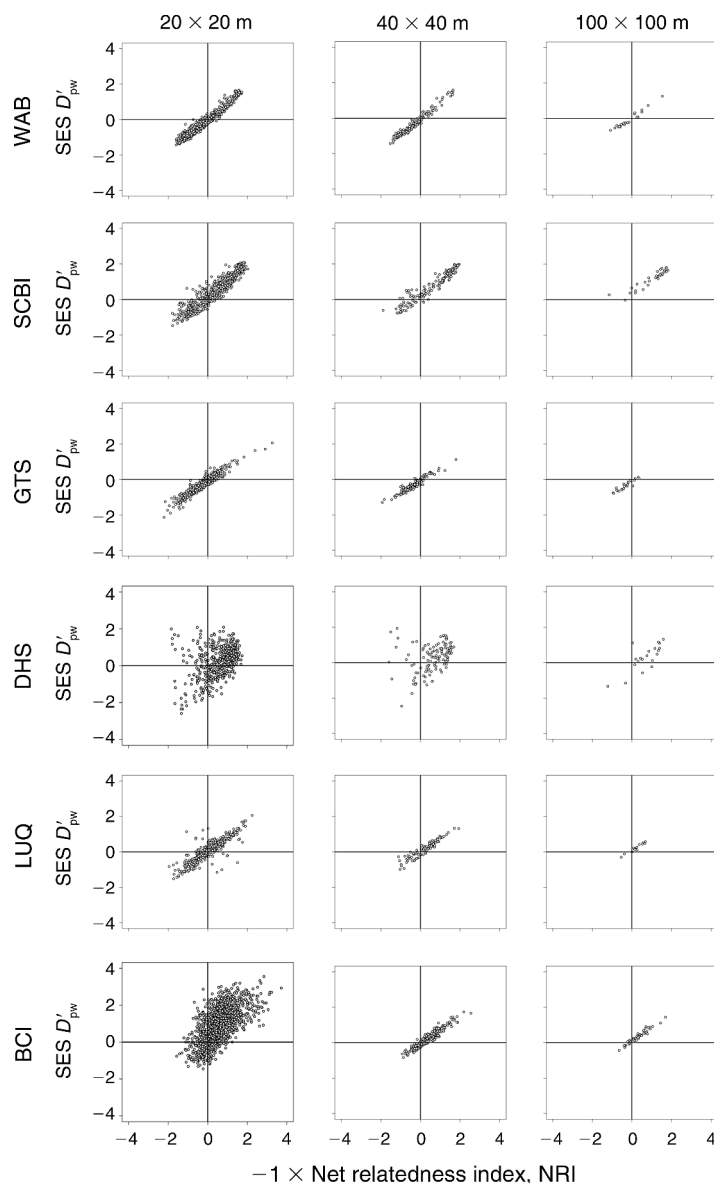 20 × 20 m 40 × 40 m 100 × 100 m
WAB
SES D′pw
4
2
0
−2
−4
SCBI
SES D′pw
4
2
0
−2
−4
GTS
SES D′pw
4
2
0
−2
−4
DHS
SES D′pw
4
2
0
−2
−4
LUQ
SES D′pw
4
2
0
−2
−4
BCI
SES D′pw
4
2
0
−2
−4
−4 −2 0 2 4 −4 −2 0 2 4 −4 −2 0 2 4
−1 × Net relatedness index, NRI